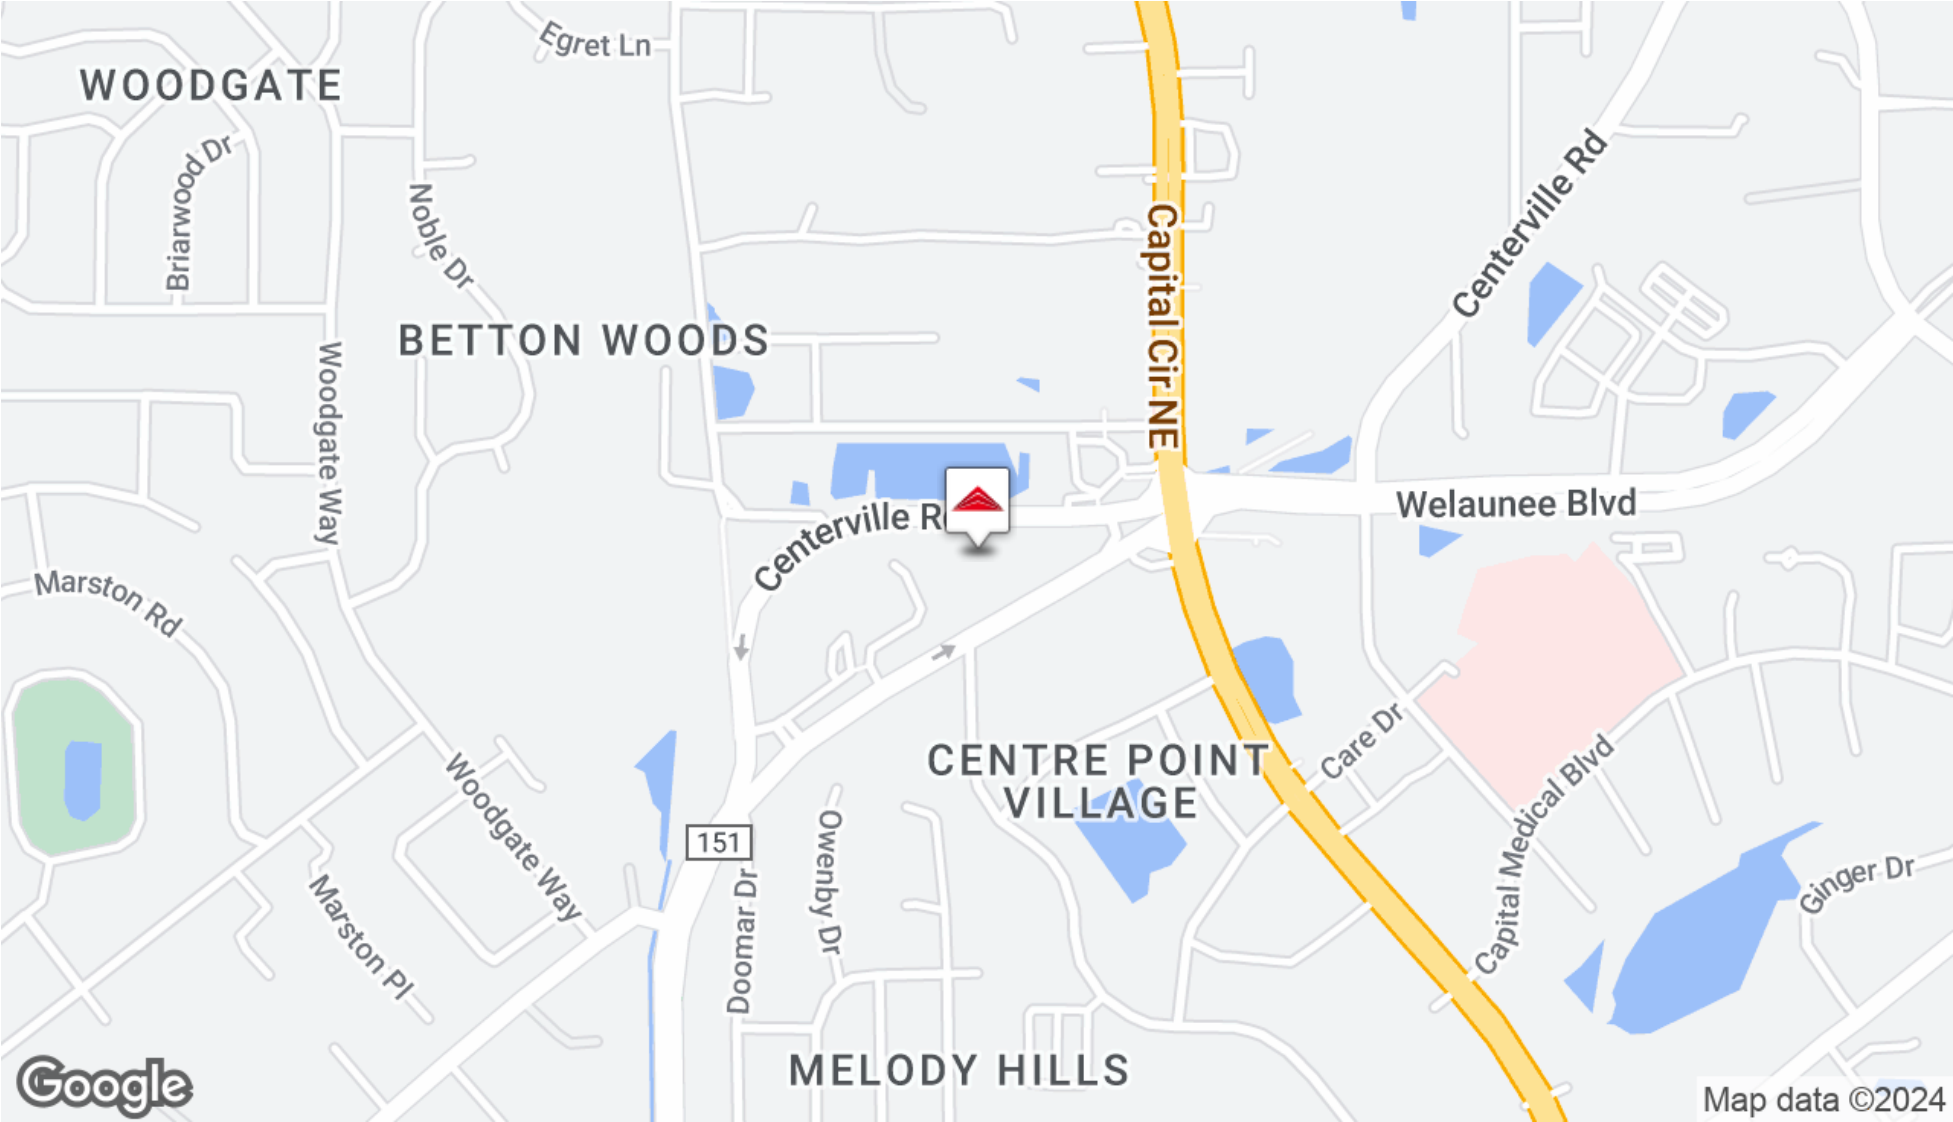 Egret Ln
WOODGATE
Briarwood Dr
Noble Dr
Centerville Rd
Capital Cir NE
BETTON WOODS
Woodgate Way
Welaunee Blvd
Centerville R
Marston Rd
CENTRE POINT
VILLAGE
Care Dr
Woodgate Way
Capital Medical Blvd
151
Owenby Dr
Doomar Dr
Marston Pl
Ginger Dr
MELODY HILLS
Google
Map data ©2024